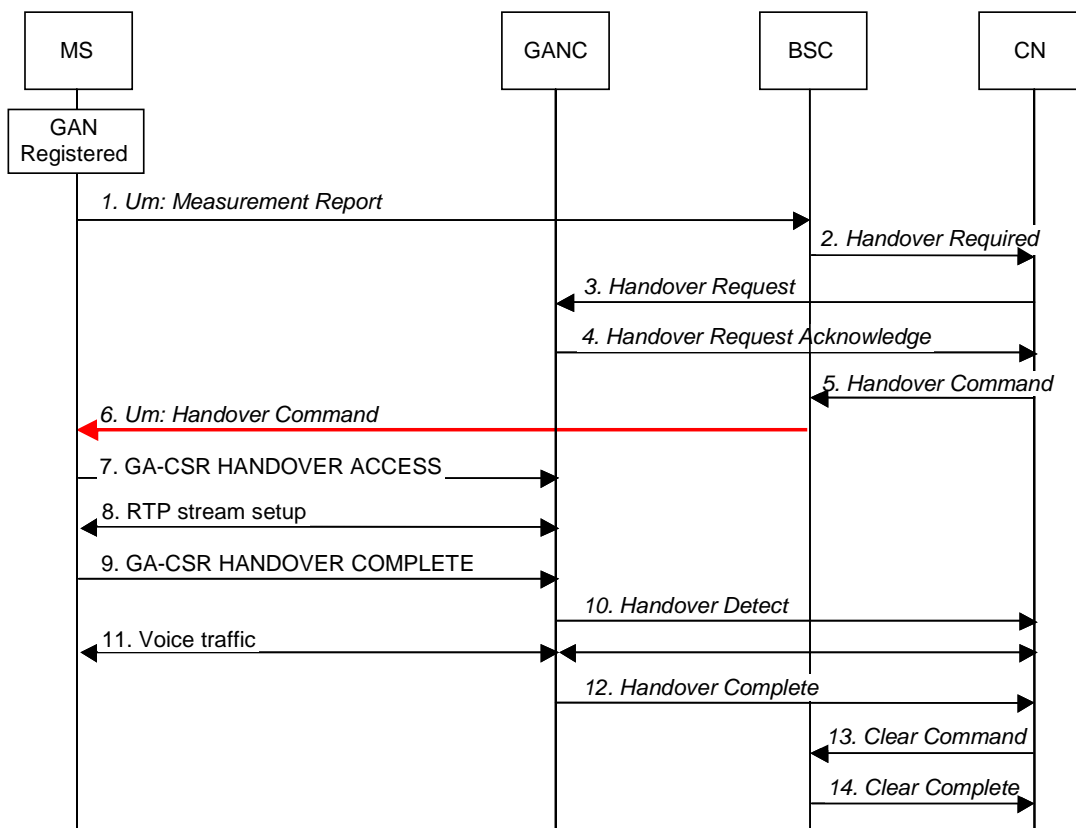 MS
GANC
BSC
CN
GAN
Registered
1. Um: Measurement Report
2. Handover Required
3. Handover Request
4. Handover Request Acknowledge
5. Handover Command
6. Um: Handover Command
7. GA-CSR HANDOVER ACCESS
8. RTP stream setup
9. GA-CSR HANDOVER COMPLETE
10. Handover Detect
11. Voice traffic
12. Handover Complete
13. Clear Command
14. Clear Complete